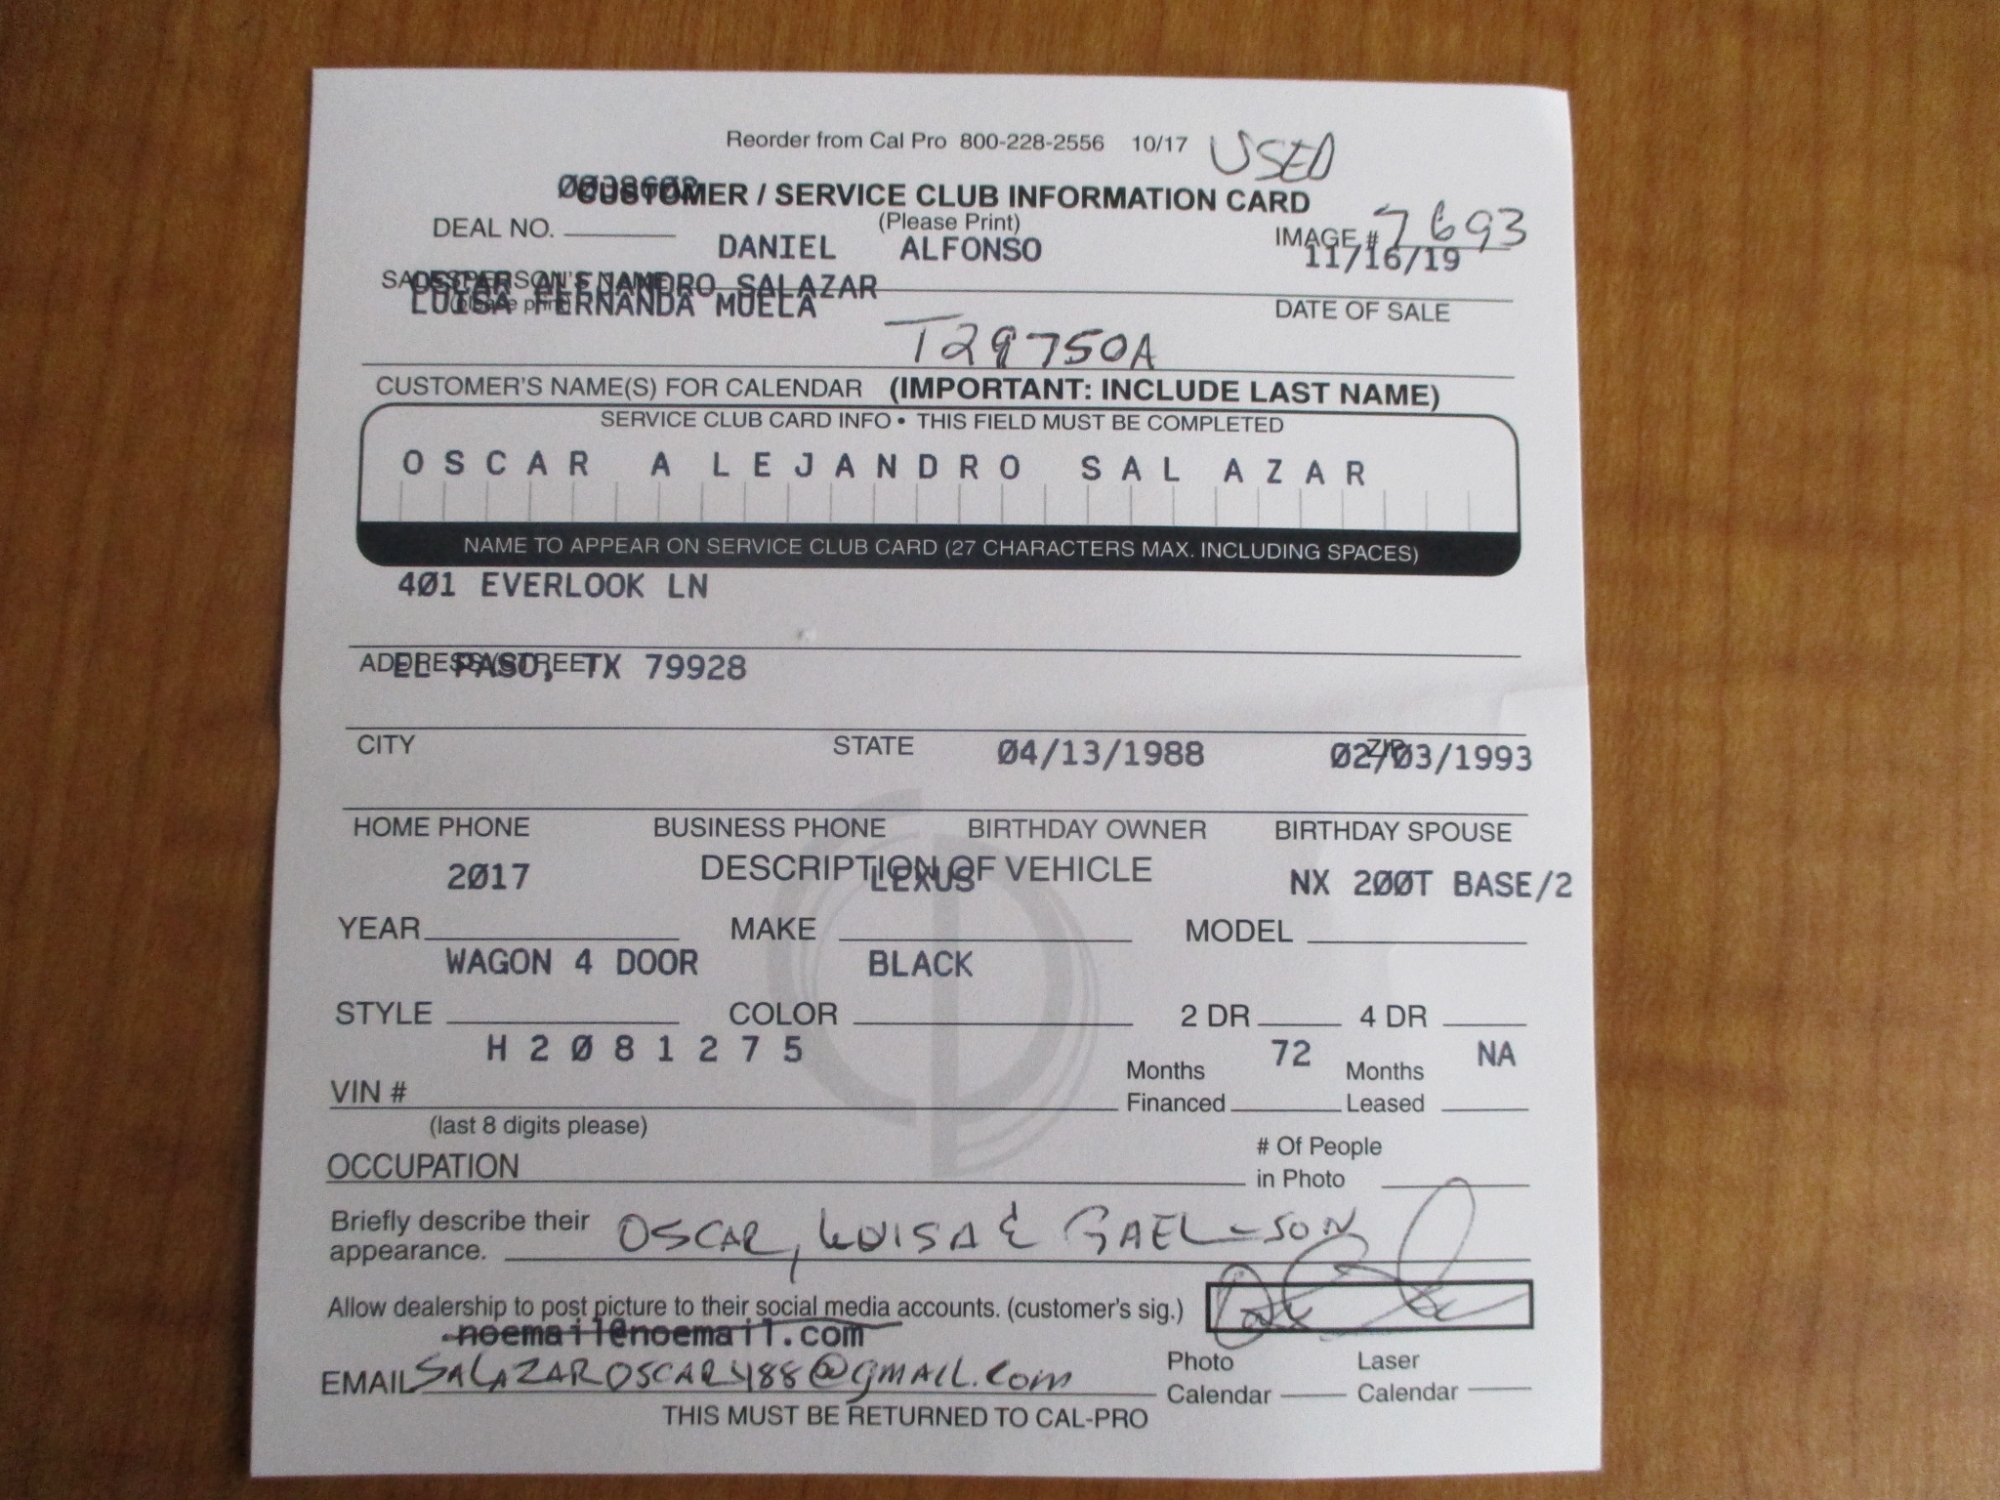 Reorder from Cal Pro 800-228-2556 10/17 USED
CUSTOMER / SERVICE CLUB INFORMATION CARD
(Please Print)
DEAL NO.
DANIEL ALFONSO
IMAGE # 7693
11/16/19
SALESPERSON'S NAME
OSCAR ALEJANDRO SALAZAR
(please print)
LUISA FERNANDA MUELA
DATE OF SALE
T29750A
CUSTOMER'S NAME(S) FOR CALENDAR (IMPORTANT: INCLUDE LAST NAME)
SERVICE CLUB CARD INFO • THIS FIELD MUST BE COMPLETED
OSCAR ALEJANDRO SALAZAR
NAME TO APPEAR ON SERVICE CLUB CARD (27 CHARACTERS MAX. INCLUDING SPACES)
401 EVERLOOK LN
ADDRESS (STREET)
EL PASO, TX 79928
CITY STATE ZIP
04/13/1988 02/03/1993
HOME PHONE BUSINESS PHONE BIRTHDAY OWNER BIRTHDAY SPOUSE
DESCRIPTION OF VEHICLE
2017 LEXUS NX 200T BASE/2
YEAR MAKE MODEL
WAGON 4 DOOR BLACK
STYLE COLOR 2 DR 4 DR
H2081275 72 NA
VIN # Months Financed Months Leased
(last 8 digits please)
OCCUPATION # Of People in Photo
Briefly describe their appearance. OSCAR, LUISA & GAEL - SON
Allow dealership to post picture to their social media accounts. (customer's sig.)
noemail@noemail.com
EMAIL SALAZAROSCAR488@gmail.com
Photo Calendar Laser Calendar
THIS MUST BE RETURNED TO CAL-PRO